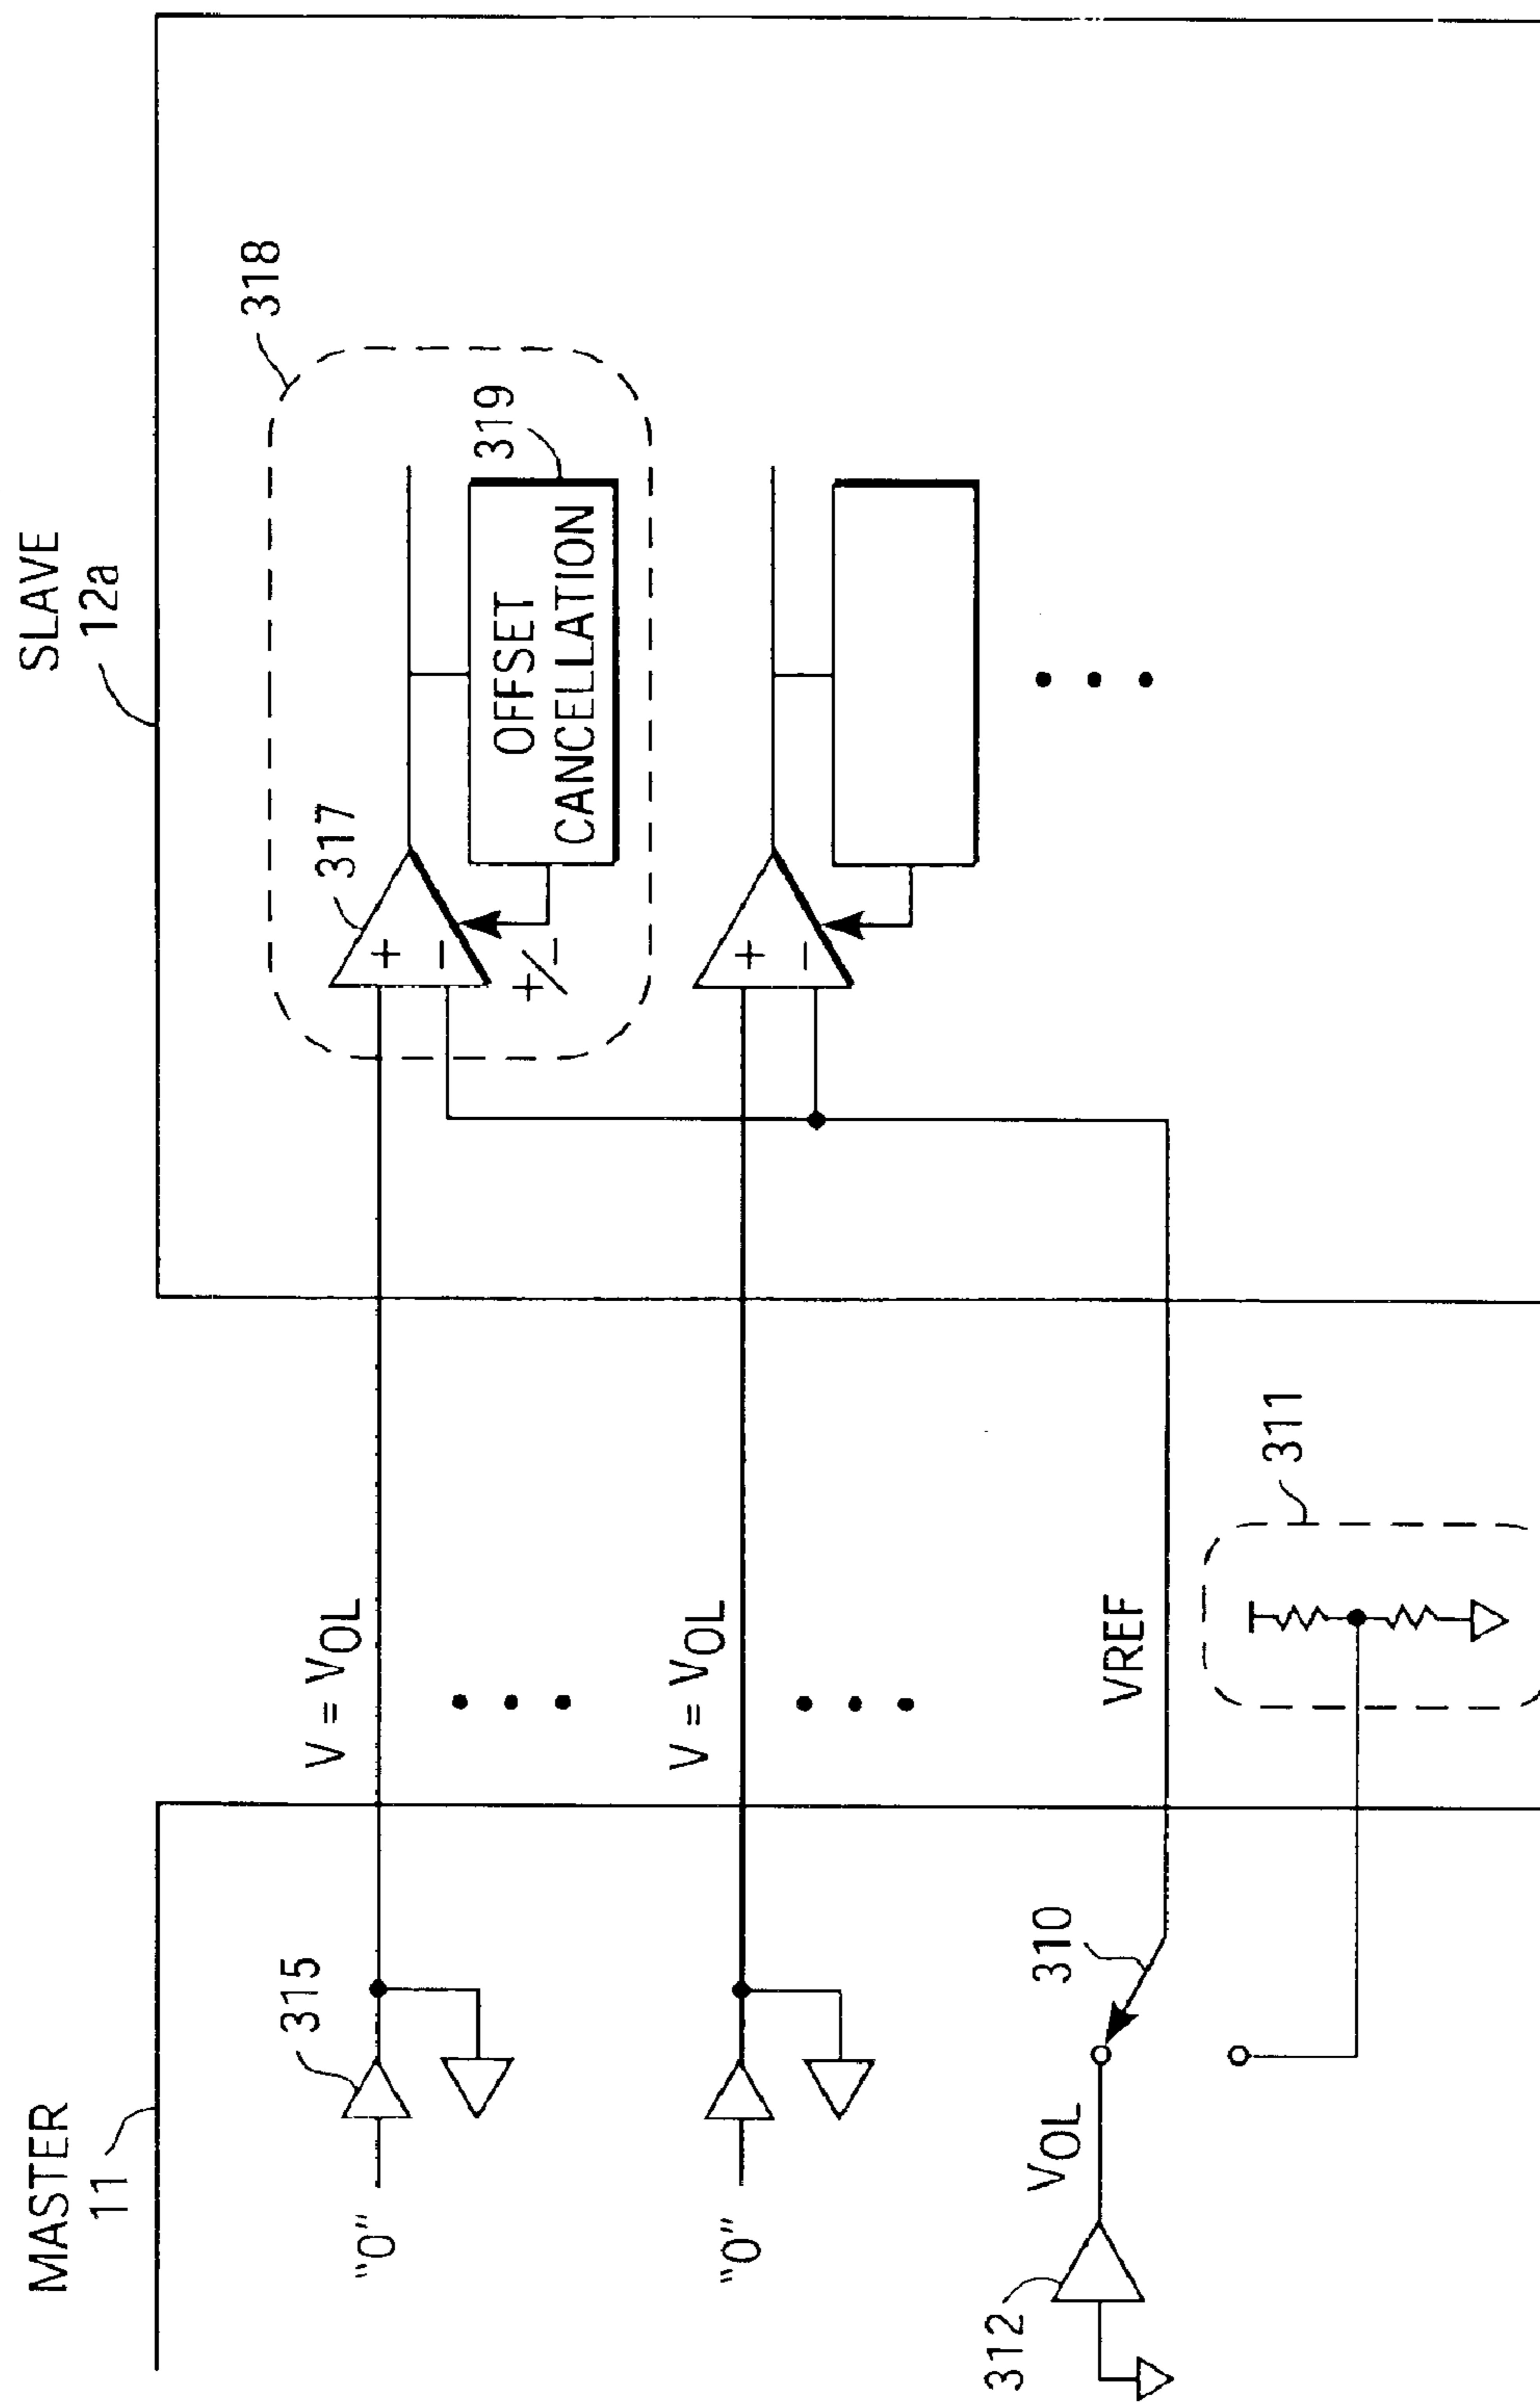 MASTER
11
SLAVE
12a
"0"
315
V = VOL
317
+
−
+/−
318
319
OFFSET
CANCELLATION
"0"
V = VOL
+
−
312
VOL
310
VREF
311